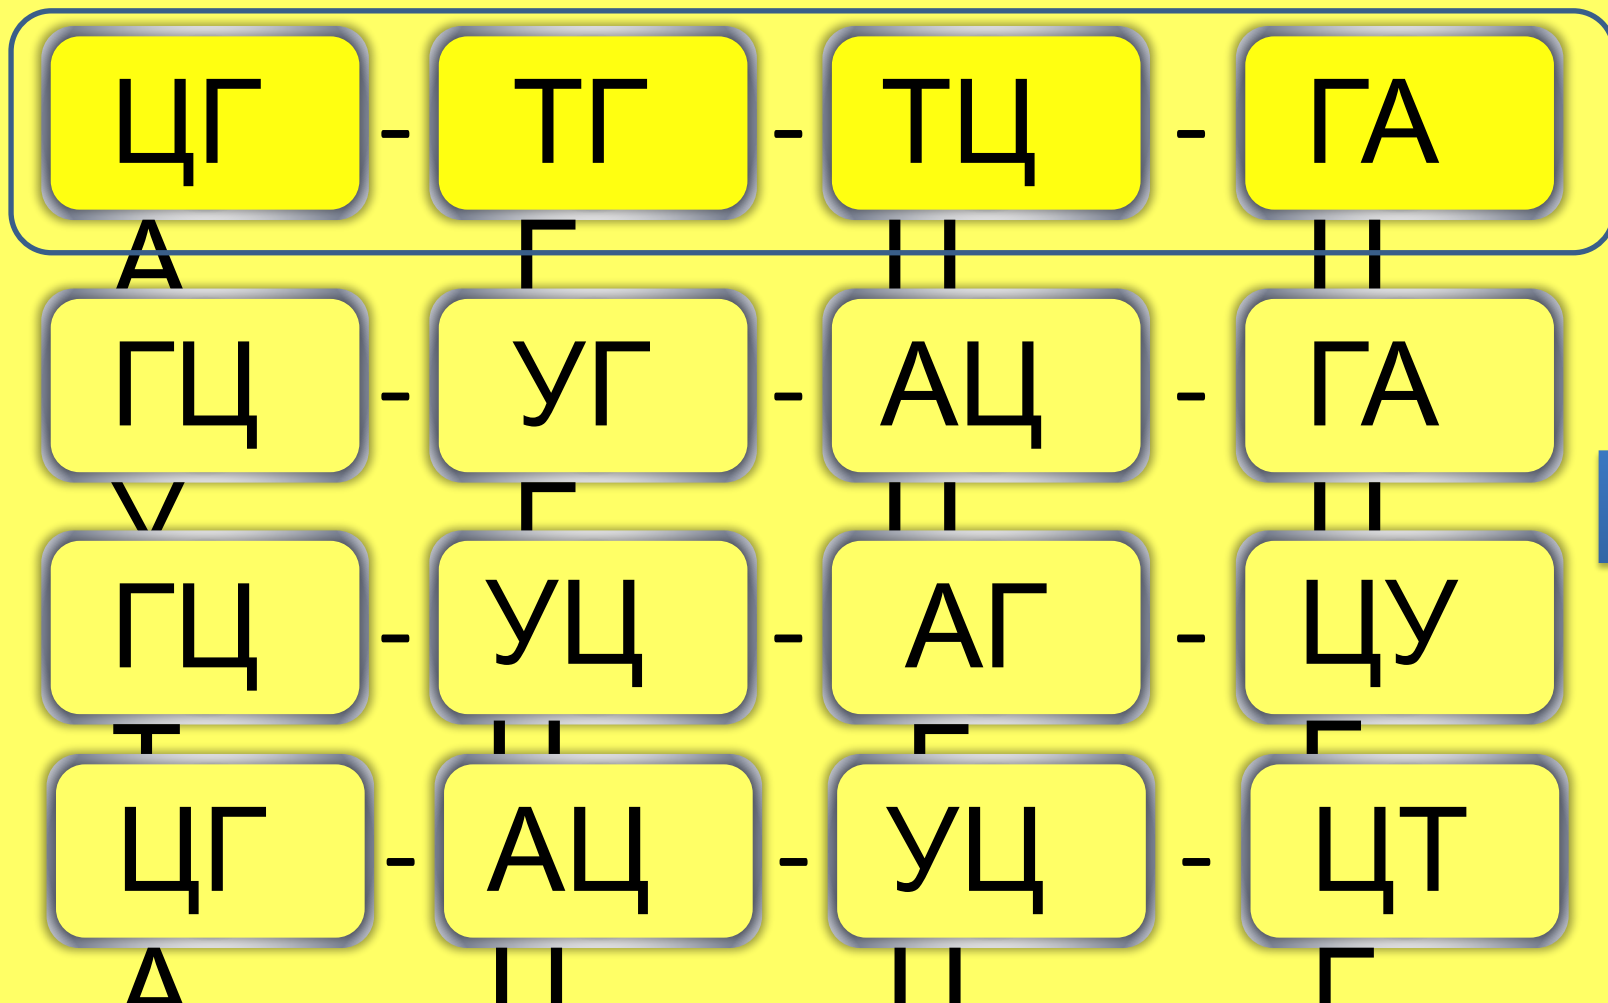 ЦГ - ТГ - ТЦ - ГА
А Г Ц Ц
ГЦ - УГ - АЦ - ГА
У Г Ц Ц
ГЦ - УЦ - АГ - ЦУ
Т Ц Г Г
ЦГ - АЦ - УЦ - ЦТ
А Ц Ц Г